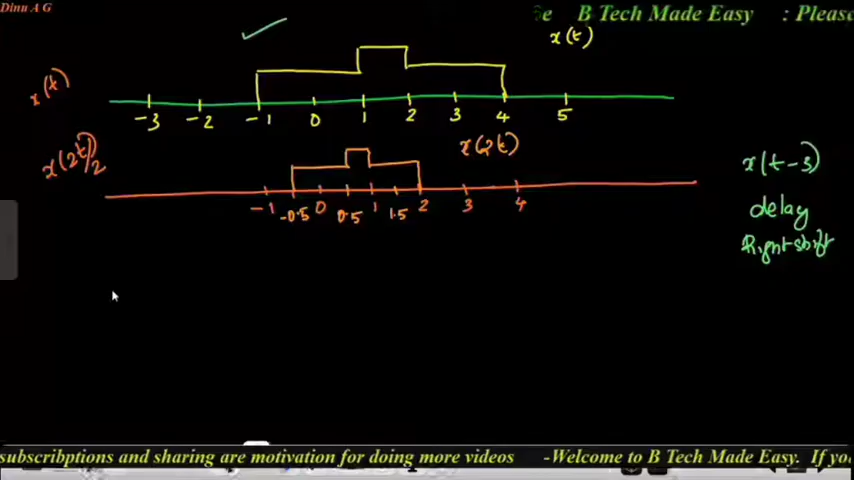 Dinu A G
Be B Tech Made Easy : Please
x(t)
x(t)
-3 -2 -1 0 1 2 3 4 5
x(2t)/2
x(2t)
-1 -0.5 0 0.5 1 1.5 2 3 4
x(t-3)
delay
Right-shift
subscribptions and sharing are motivation for doing more videos -Welcome to B Tech Made Easy. If yo